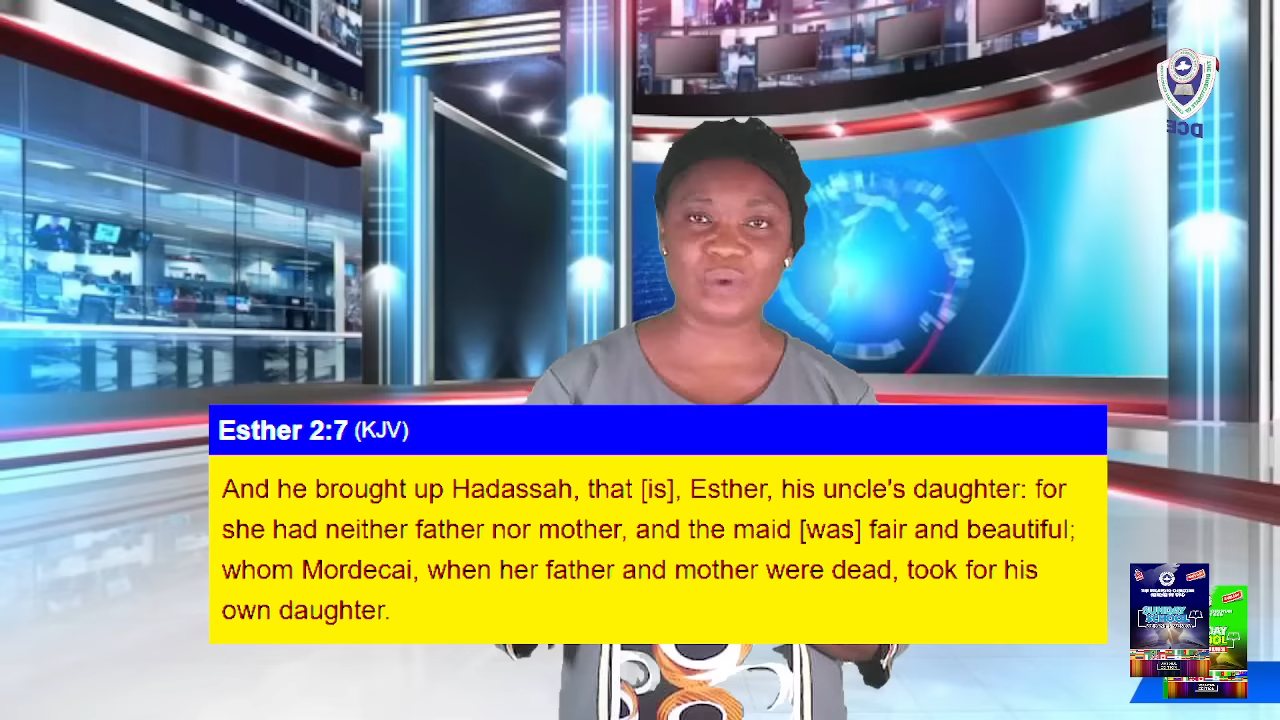 DCE
Esther 2:7 (KJV)
And he brought up Hadassah, that [is], Esther, his uncle's daughter: for
she had neither father nor mother, and the maid [was] fair and beautiful;
whom Mordecai, when her father and mother were dead, took for his
own daughter.
SUNDAY
SCHOOL